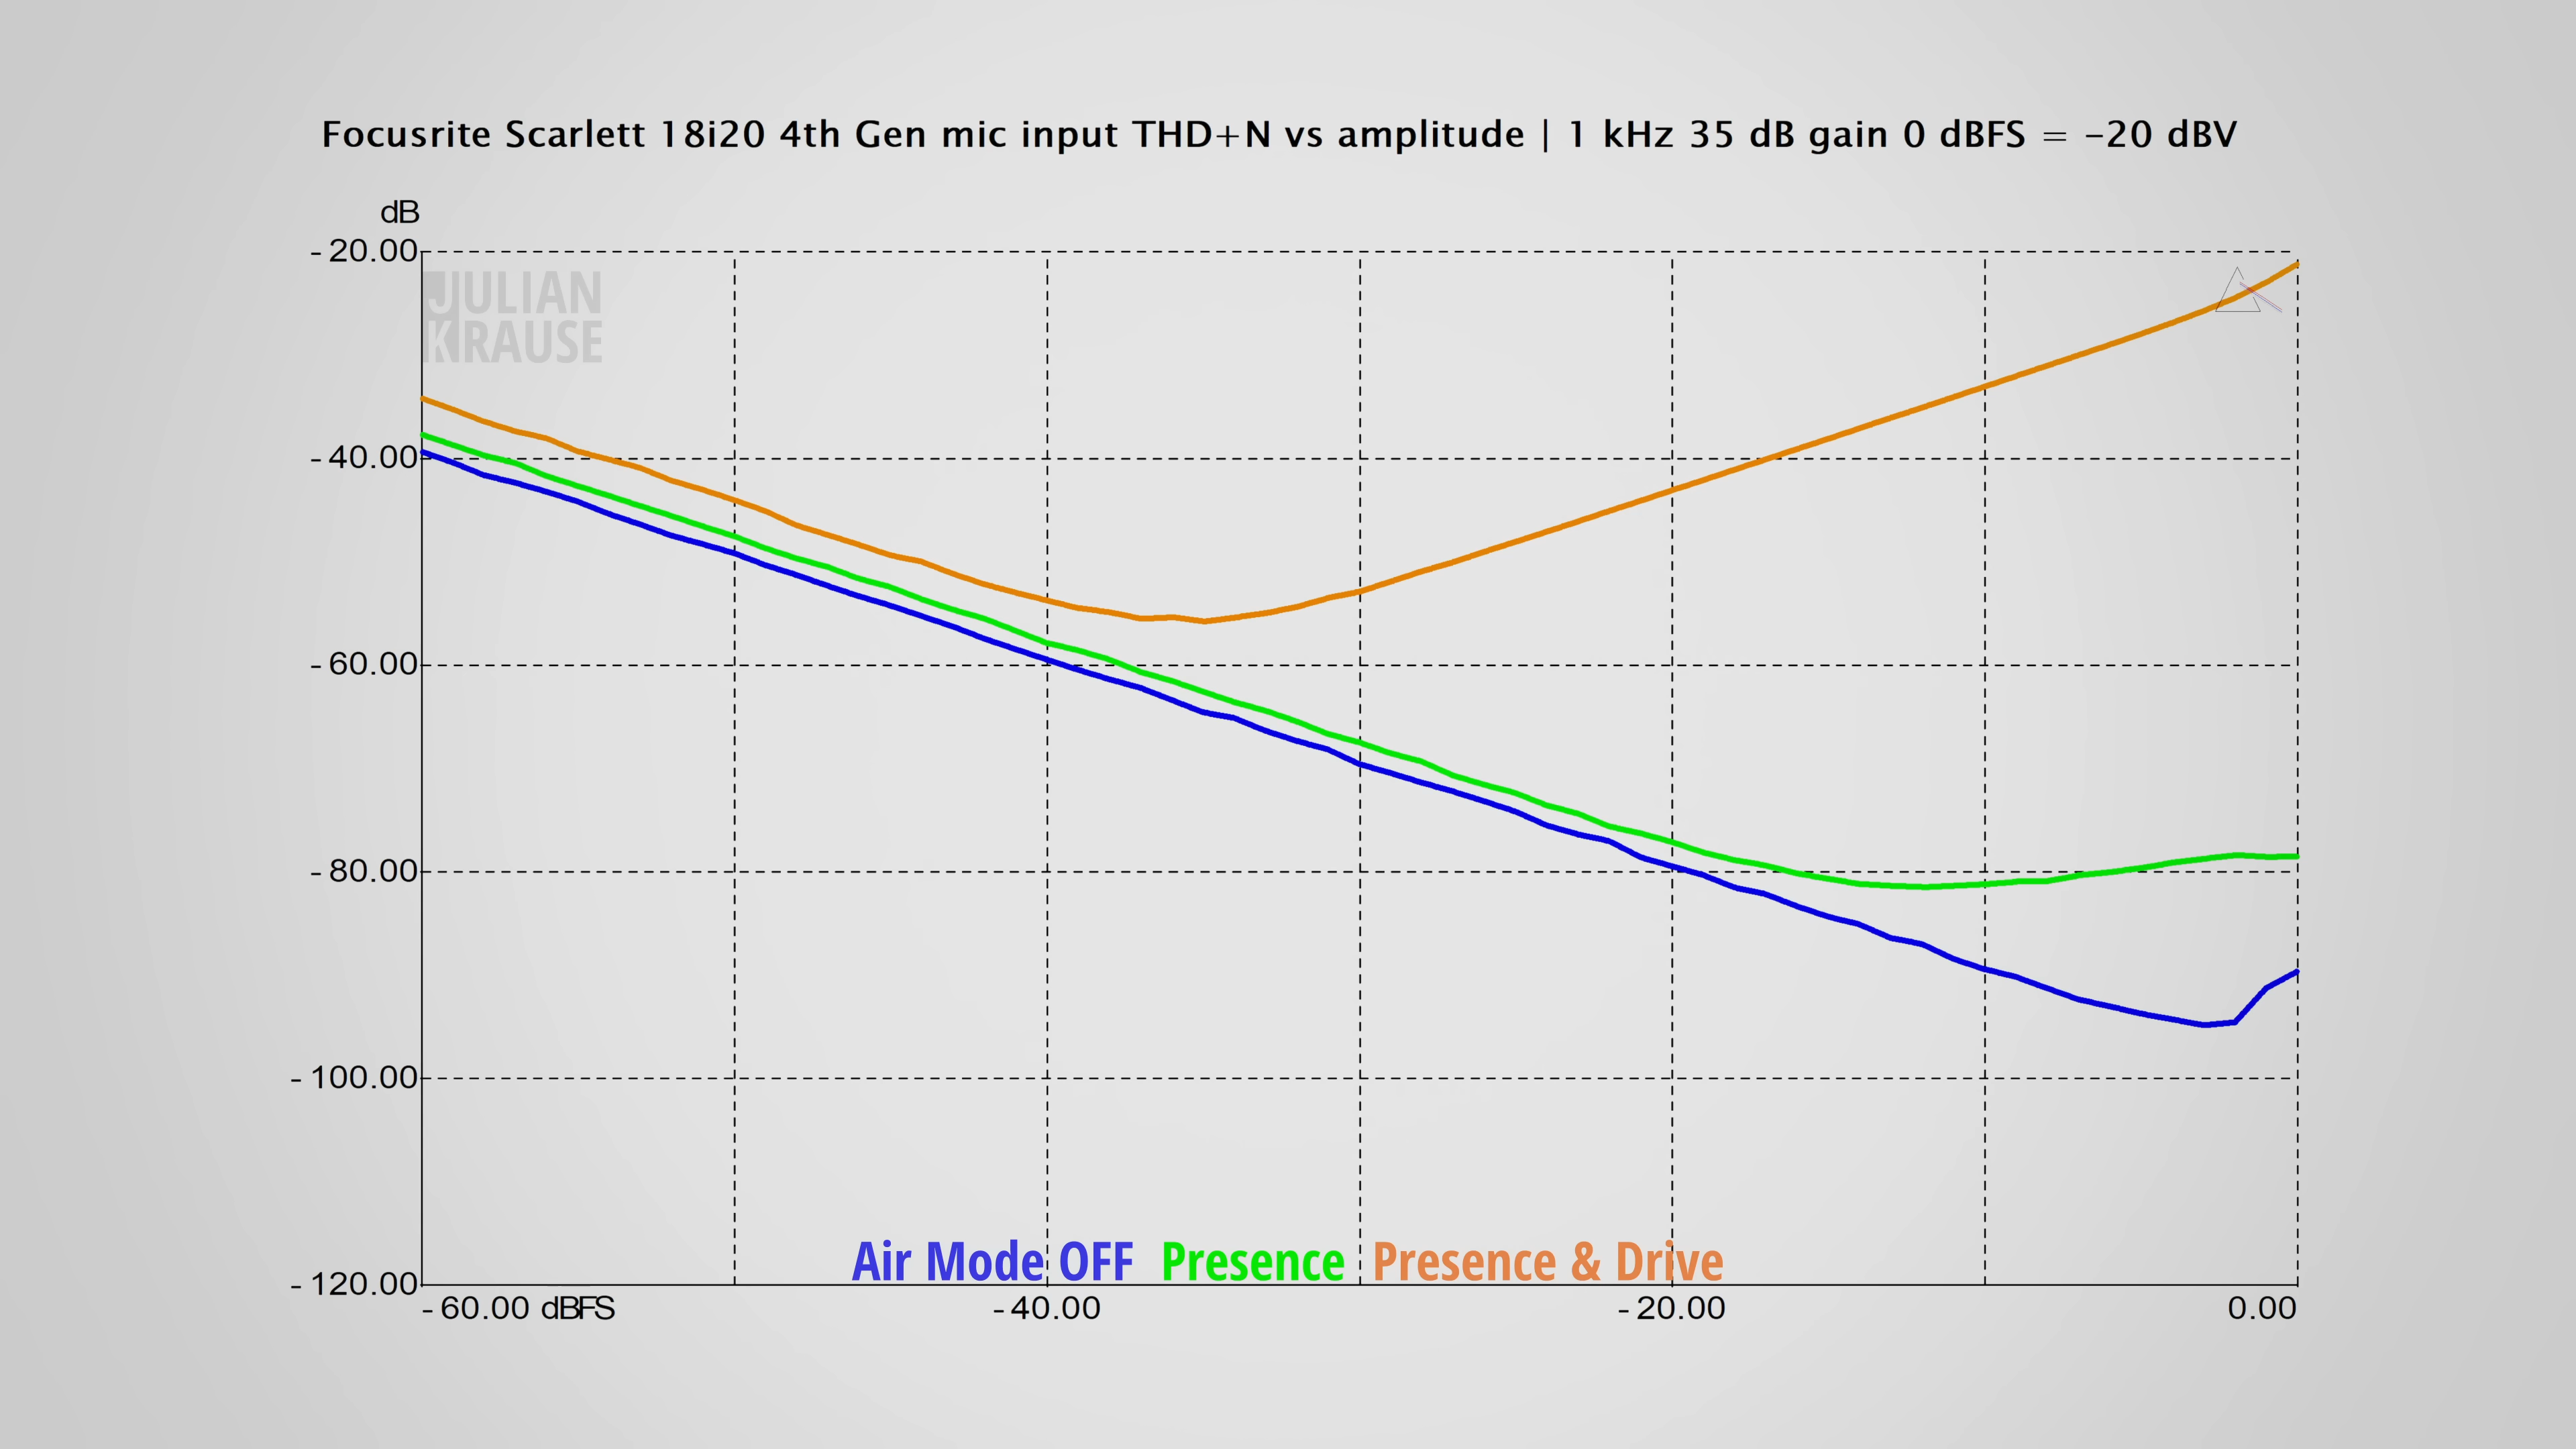 Focusrite Scarlett 18i20 4th Gen mic input THD+N vs amplitude | 1 kHz 35 dB gain 0 dBFS = -20 dBV
dB
-20.00
JULIAN
KRAUSE
-40.00
-60.00
-80.00
-100.00
Air Mode OFF Presence Presence & Drive
-120.00
-60.00 dBFS -40.00 -20.00 0.00